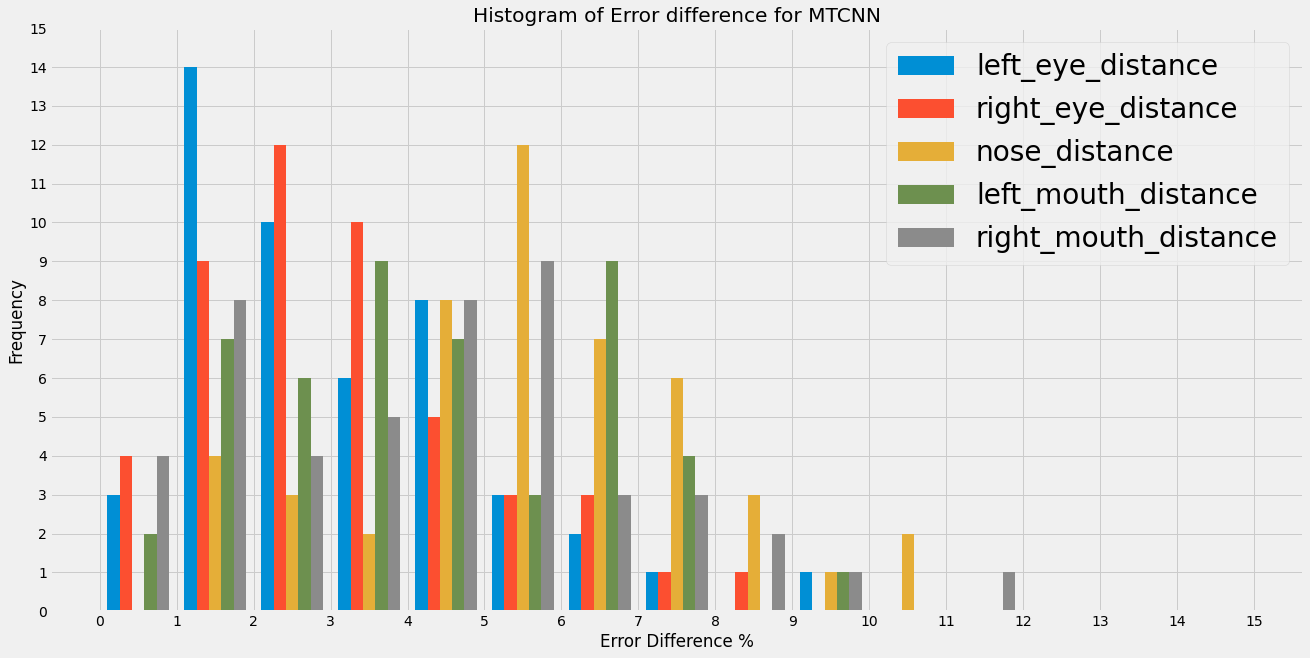 Histogram of Error difference for MTCNN
15
14
13
12
11
10
9
8
7
6
5
4
3
2
1
0
Frequency
left_eye_distance
right_eye_distance
nose_distance
left_mouth_distance
right_mouth_distance
0 1 2 3 4 5 6 7 8 9 10 11 12 13 14 15
Error Difference %